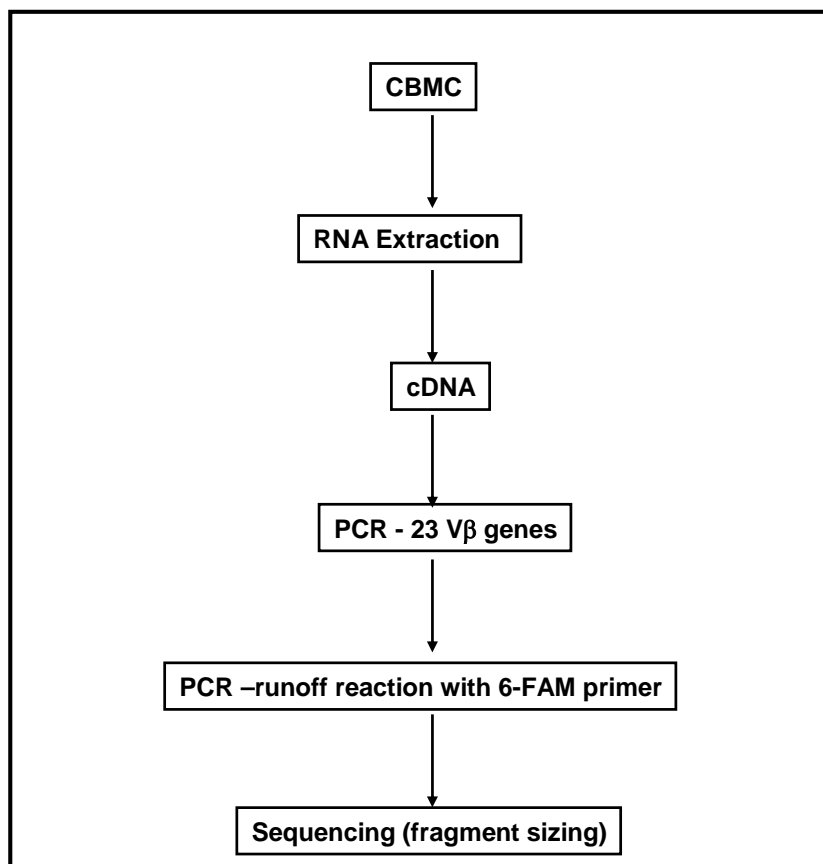 CBMC
RNA Extraction
cDNA
PCR - 23 Vβ genes
PCR –runoff reaction with 6-FAM primer
Sequencing (fragment sizing)